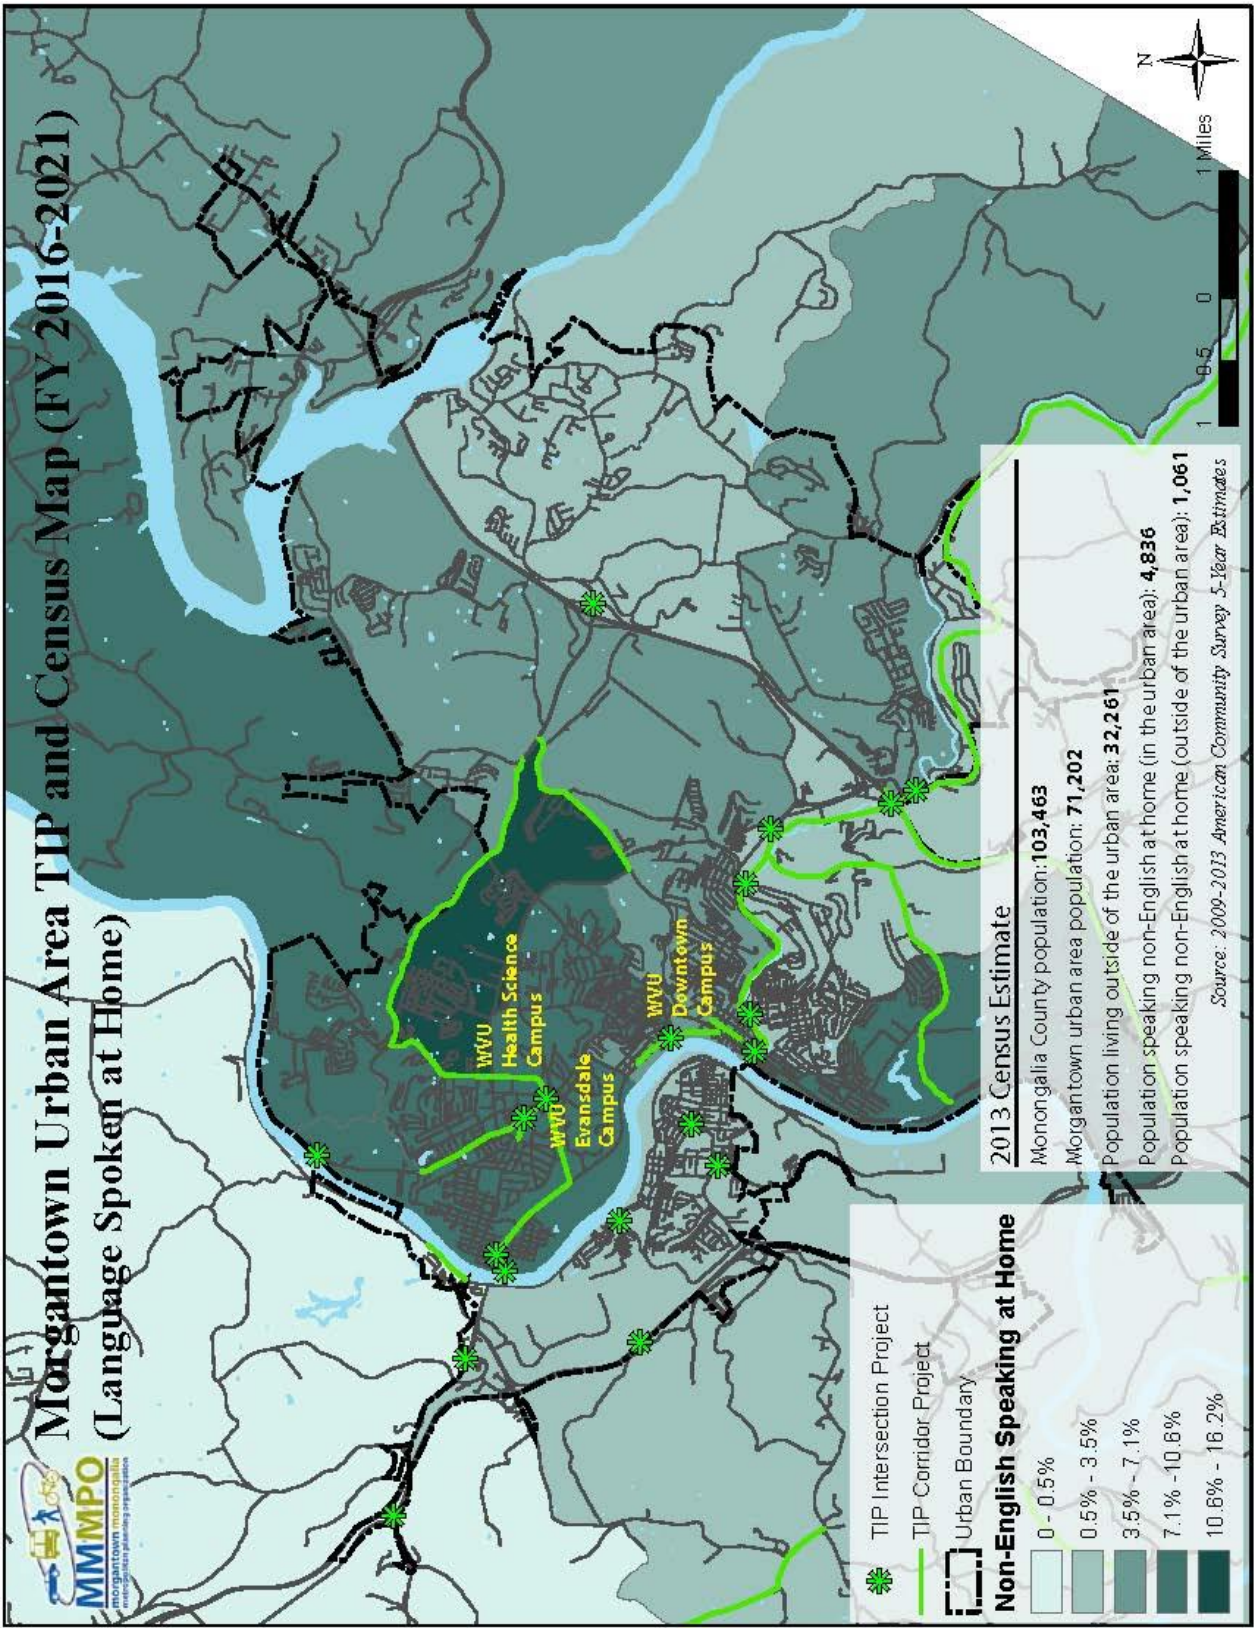 Morgantown Urban Area TIP and Census Map (FY 2016-2021)
(Language Spoken at Home)
MMMPO
morgantown monongalia
metropolitan planning organization
WVU
Health Science
Campus
WVU
Evansdale
Campus
WVU
Downtown
Campus
TIP Intersection Project
TIP Corridor Project
Urban Boundary
Non-English Speaking at Home
0 - 0.5%
0.5% - 3.5%
3.5% - 7.1%
7.1% -10.6%
10.6% - 16.2%
2013 Census Estimate
Monongalia County population: 103,463
Morgantown urban area population: 71,202
Population living outside of the urban area: 32,261
Population speaking non-English at home (in the urban area): 4,836
Population speaking non-English at home (outside of the urban area): 1,061
Source: 2009-2013 American Community Survey 5-Year Estimates
N
1 0.5 0 1 Miles